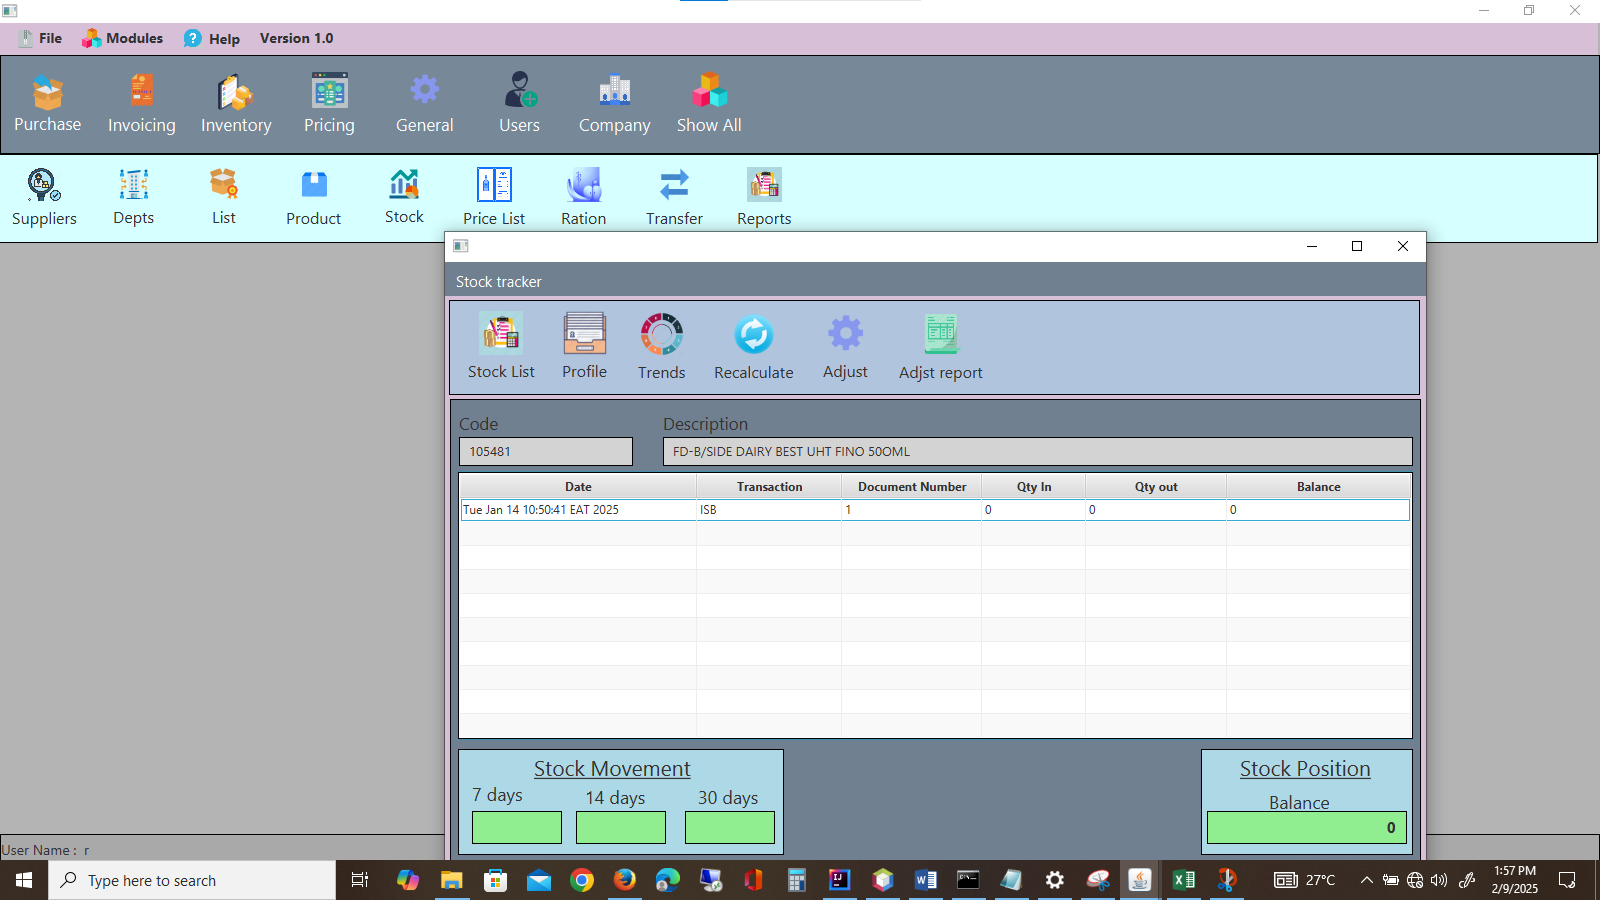 File Modules Help Version 1.0
Purchase Invoicing Inventory Pricing General Users Company Show All
Suppliers Depts List Product Stock Price List Ration Transfer Reports
Stock tracker
Stock List Profile Trends Recalculate Adjust Adjst report
Code Description
105481 FD-B/SIDE DAIRY BEST UHT FINO 50OML
Date Transaction Document Number Qty In Qty out Balance
Tue Jan 14 10:50:41 EAT 2025 ISB 1 0 0 0
Stock Movement Stock Position
7 days 14 days 30 days Balance
0
User Name : r
Type here to search 27°C 1:57 PM
2/9/2025